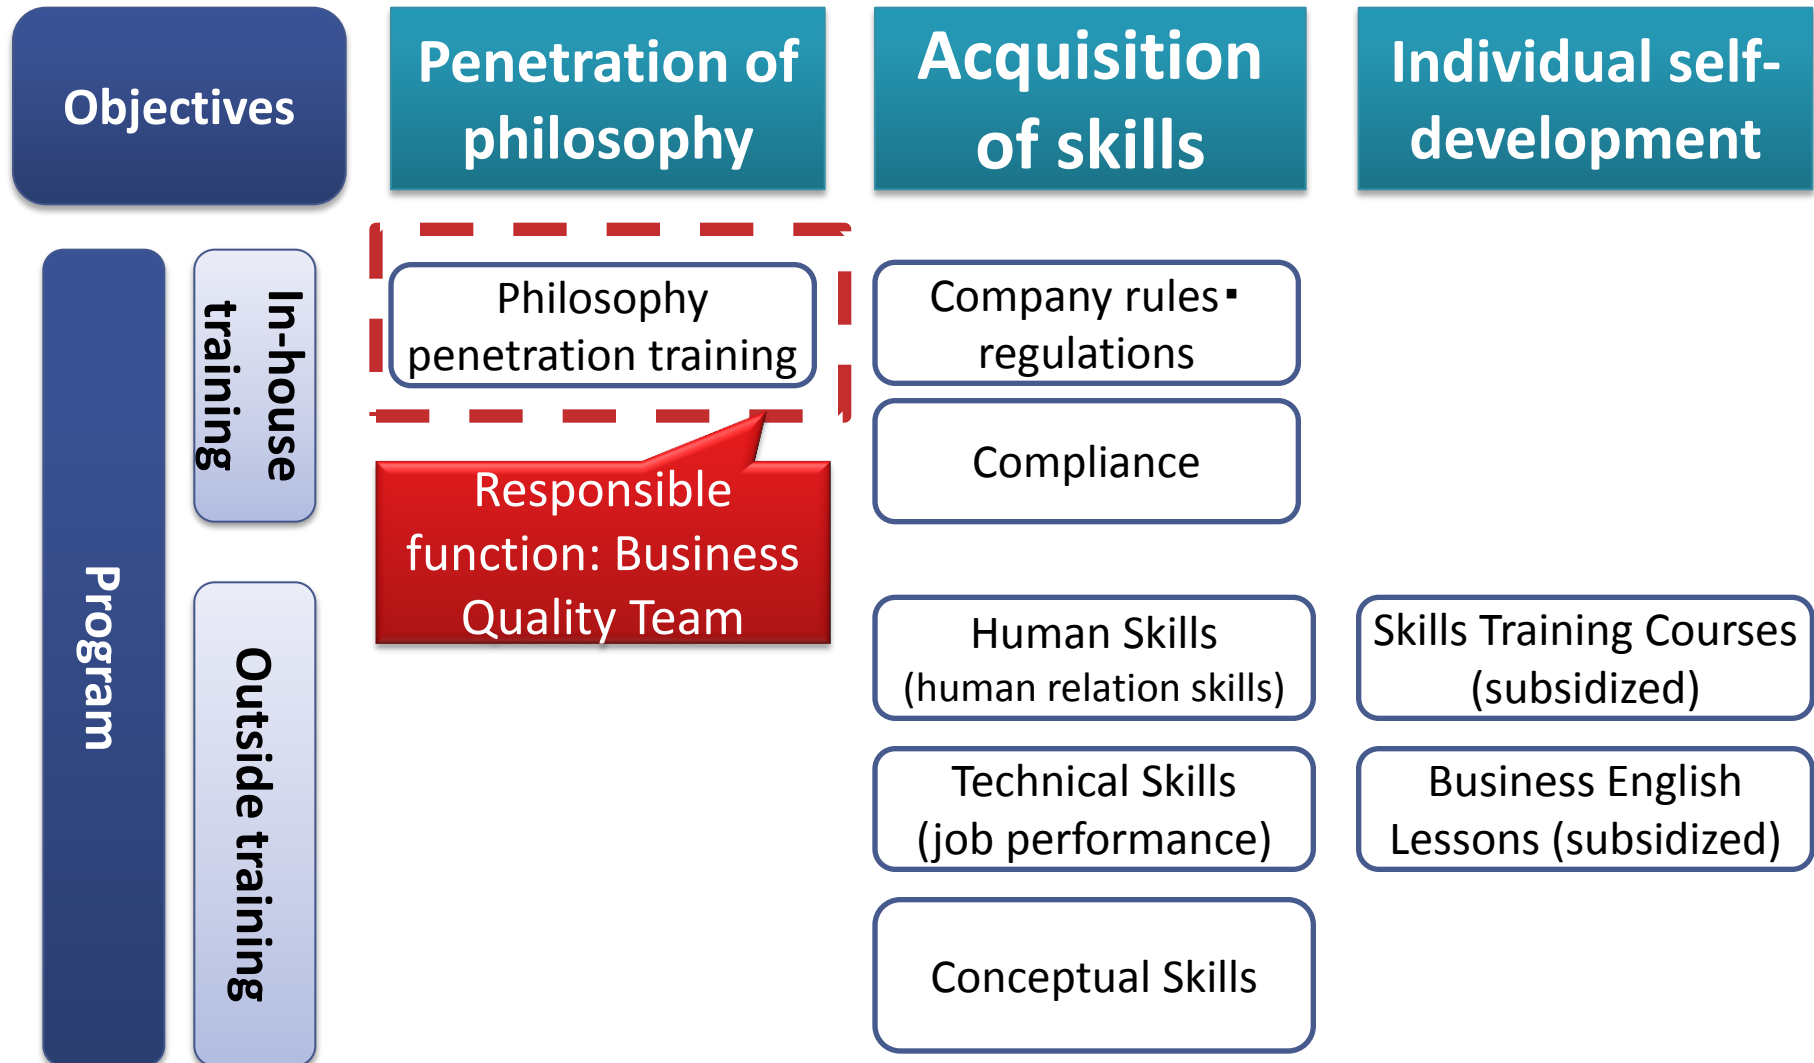 Objectives
Penetration of
philosophy
Acquisition
of skills
Individual self-
development
Program
In-house
training
Philosophy
penetration training
Company rules・
regulations
Compliance
Responsible
function: Business
Quality Team
Outside training
Human Skills
(human relation skills)
Skills Training Courses
(subsidized)
Technical Skills
(job performance)
Business English
Lessons (subsidized)
Conceptual Skills